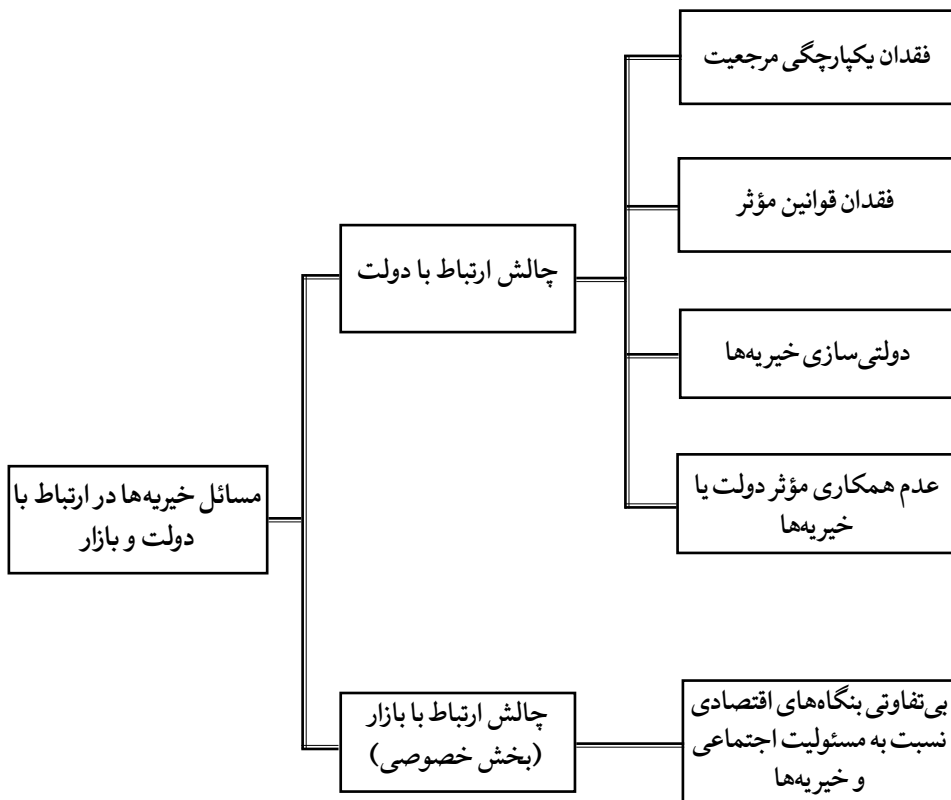 فقدان یکپارچگی مرجعیت
فقدان قوانین مؤثر
چالش ارتباط با دولت
دولتی‌سازی خیریه‌ها
عدم همکاری مؤثر دولت یا
خیریه‌ها
مسائل خیریه‌ها در ارتباط با
دولت و بازار
چالش ارتباط با بازار
(بخش خصوصی)
بی‌تفاوتی بنگاه‌های اقتصادی
نسبت به مسئولیت اجتماعی
و خیریه‌ها